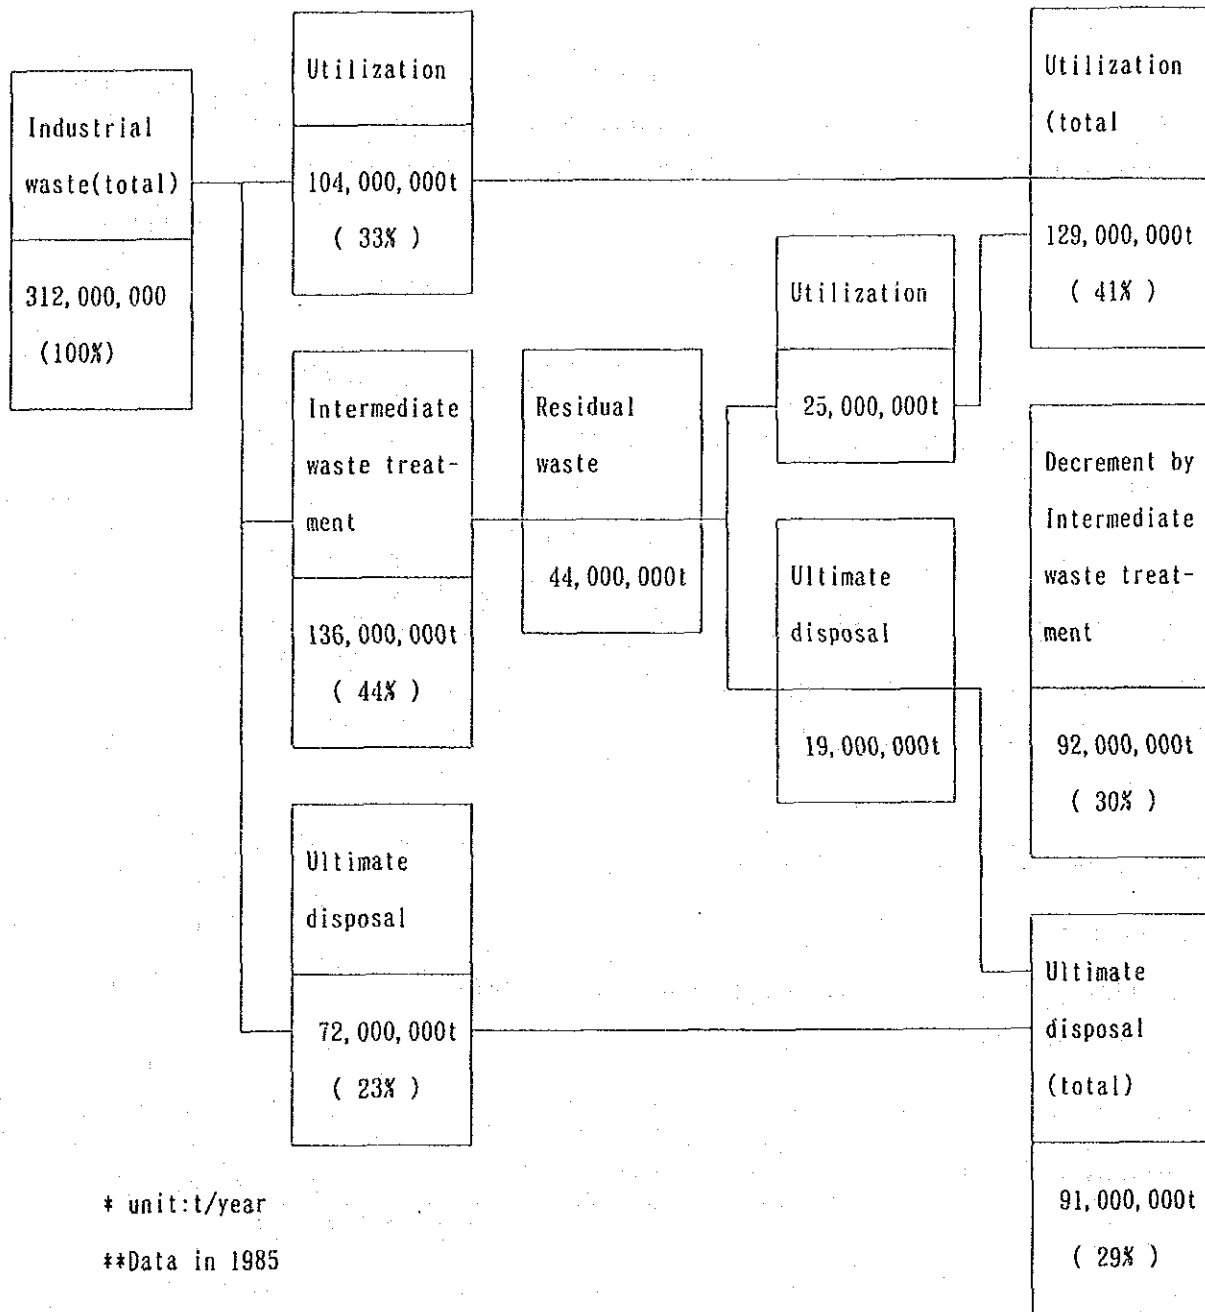 Industrial
waste(total)
312,000,000
(100%)
Utilization
104,000,000t
( 33% )
Intermediate
waste treat-
ment
136,000,000t
( 44% )
Ultimate
disposal
72,000,000t
( 23% )
Residual
waste
44,000,000t
Utilization
25,000,000t
Ultimate
disposal
19,000,000t
Utilization
(total
129,000,000t
( 41% )
Decrement by
Intermediate
waste treat-
ment
92,000,000t
( 30% )
Ultimate
disposal
(total)
91,000,000t
( 29% )
* unit:t/year
**Data in 1985